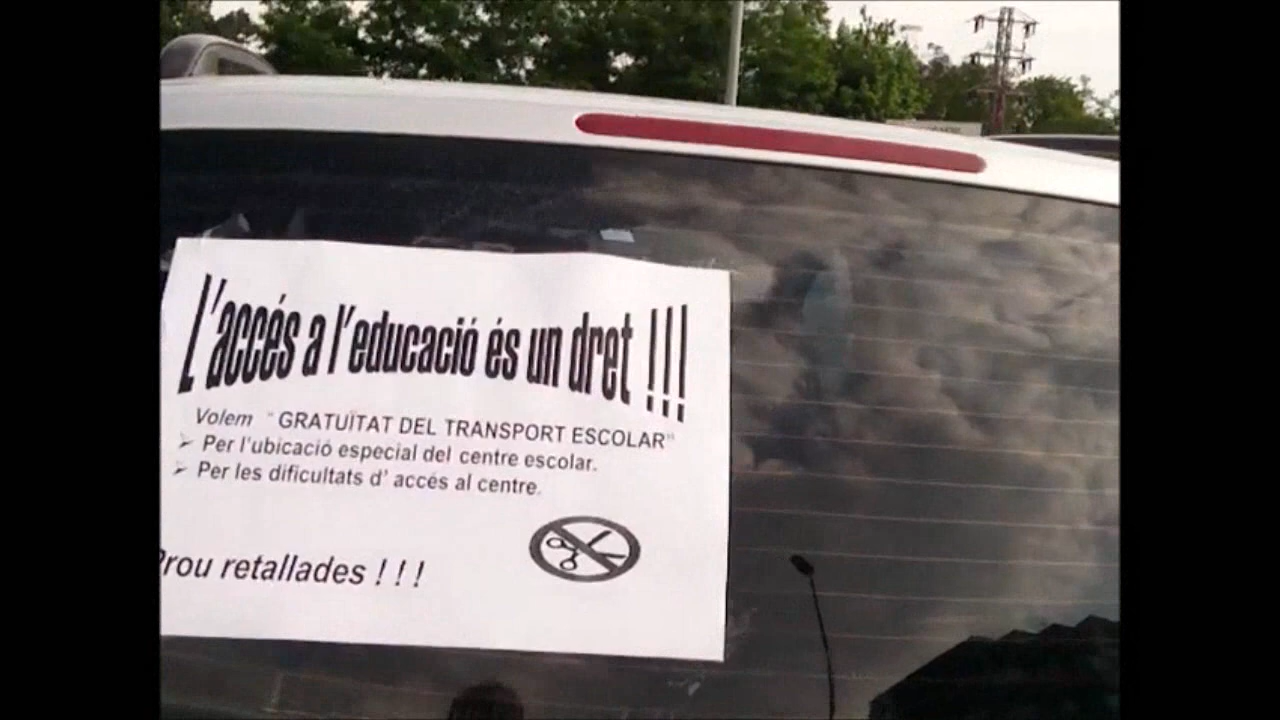 L'accés a l'educació és un dret !!!
Volem " GRATUÏTAT DEL TRANSPORT ESCOLAR"
➢ Per l'ubicació especial del centre escolar.
➢ Per les dificultats d' accés al centre.
Prou retallades ! ! !